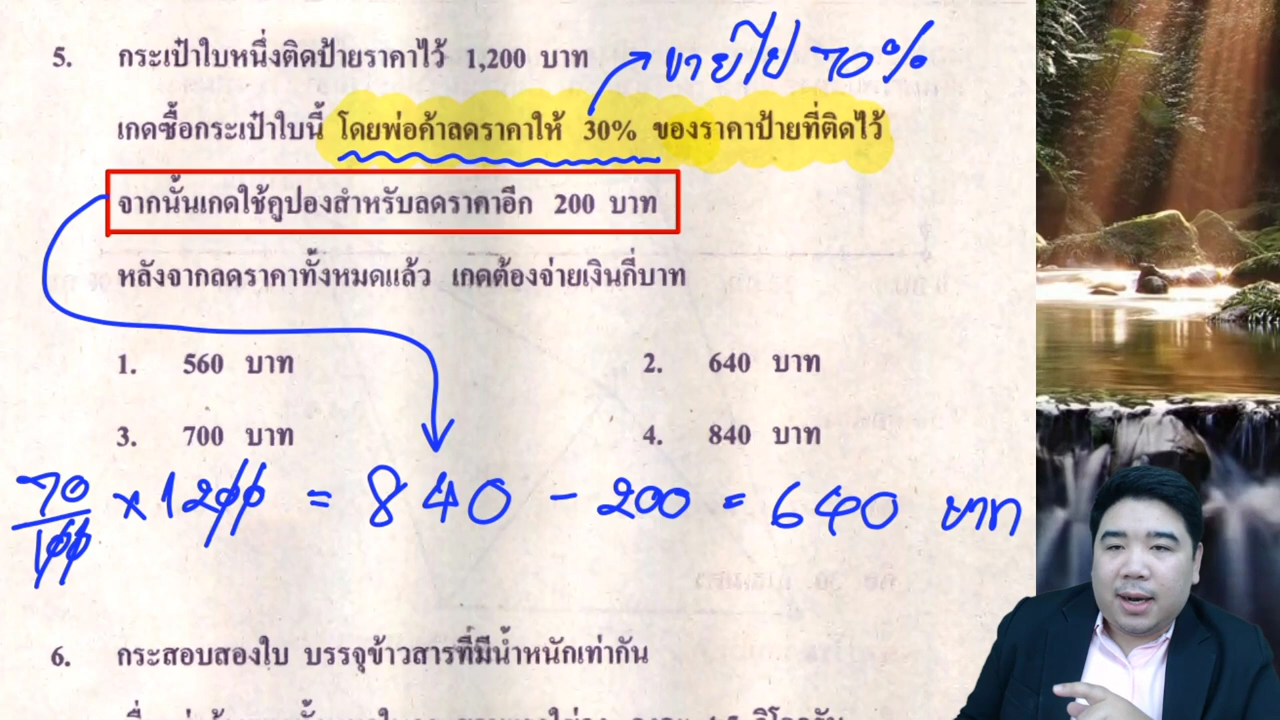 5. กระเป๋าใบหนึ่งติดป้ายราคาไว้ 1,200 บาท
ขายไป 70%
เกดซื้อกระเป๋าใบนี้ โดยพ่อค้าลดราคาให้ 30% ของราคาป้ายที่ติดไว้
จากนั้นเกดใช้คูปองสำหรับลดราคาอีก 200 บาท
หลังจากลดราคาทั้งหมดแล้ว เกดต้องจ่ายเงินกี่บาท
1. 560 บาท 2. 640 บาท
3. 700 บาท 4. 840 บาท
70/100 × 1200 = 840 - 200 = 640 บาท
6. กระสอบสองใบ บรรจุข้าวสารที่มีน้ำหนักเท่ากัน